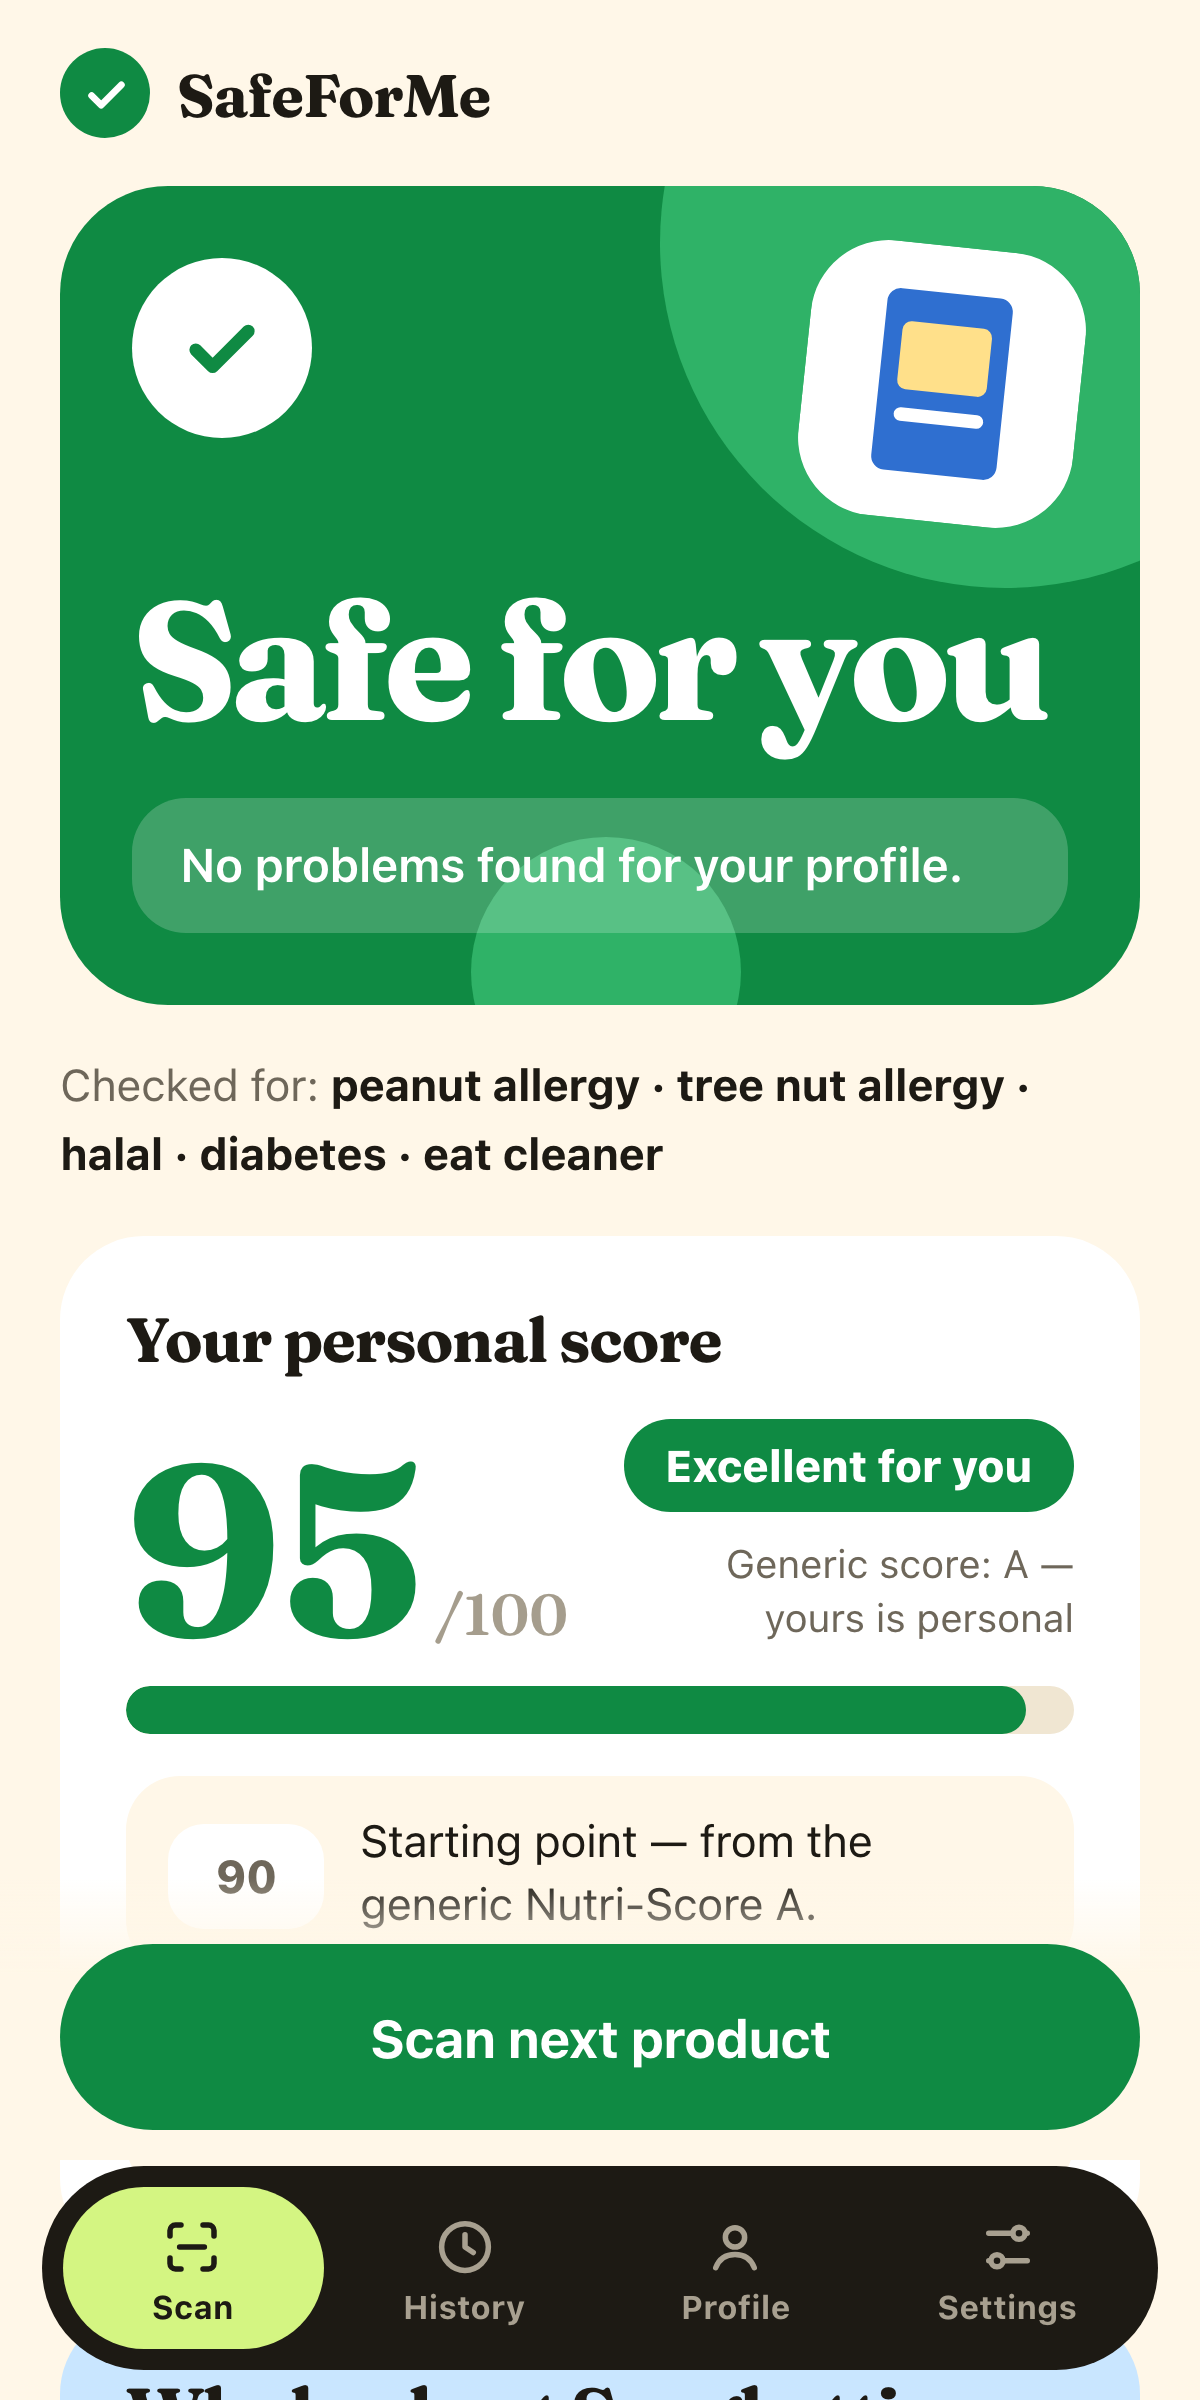 SafeForMe
Safe for you
No problems found for your profile.
Checked for: peanut allergy · tree nut allergy ·
halal · diabetes · eat cleaner
Your personal score
95 /100
Excellent for you
Generic score: A —
yours is personal
90
Starting point — from the
generic Nutri-Score A.
Scan next product
Scan
History
Profile
Settings